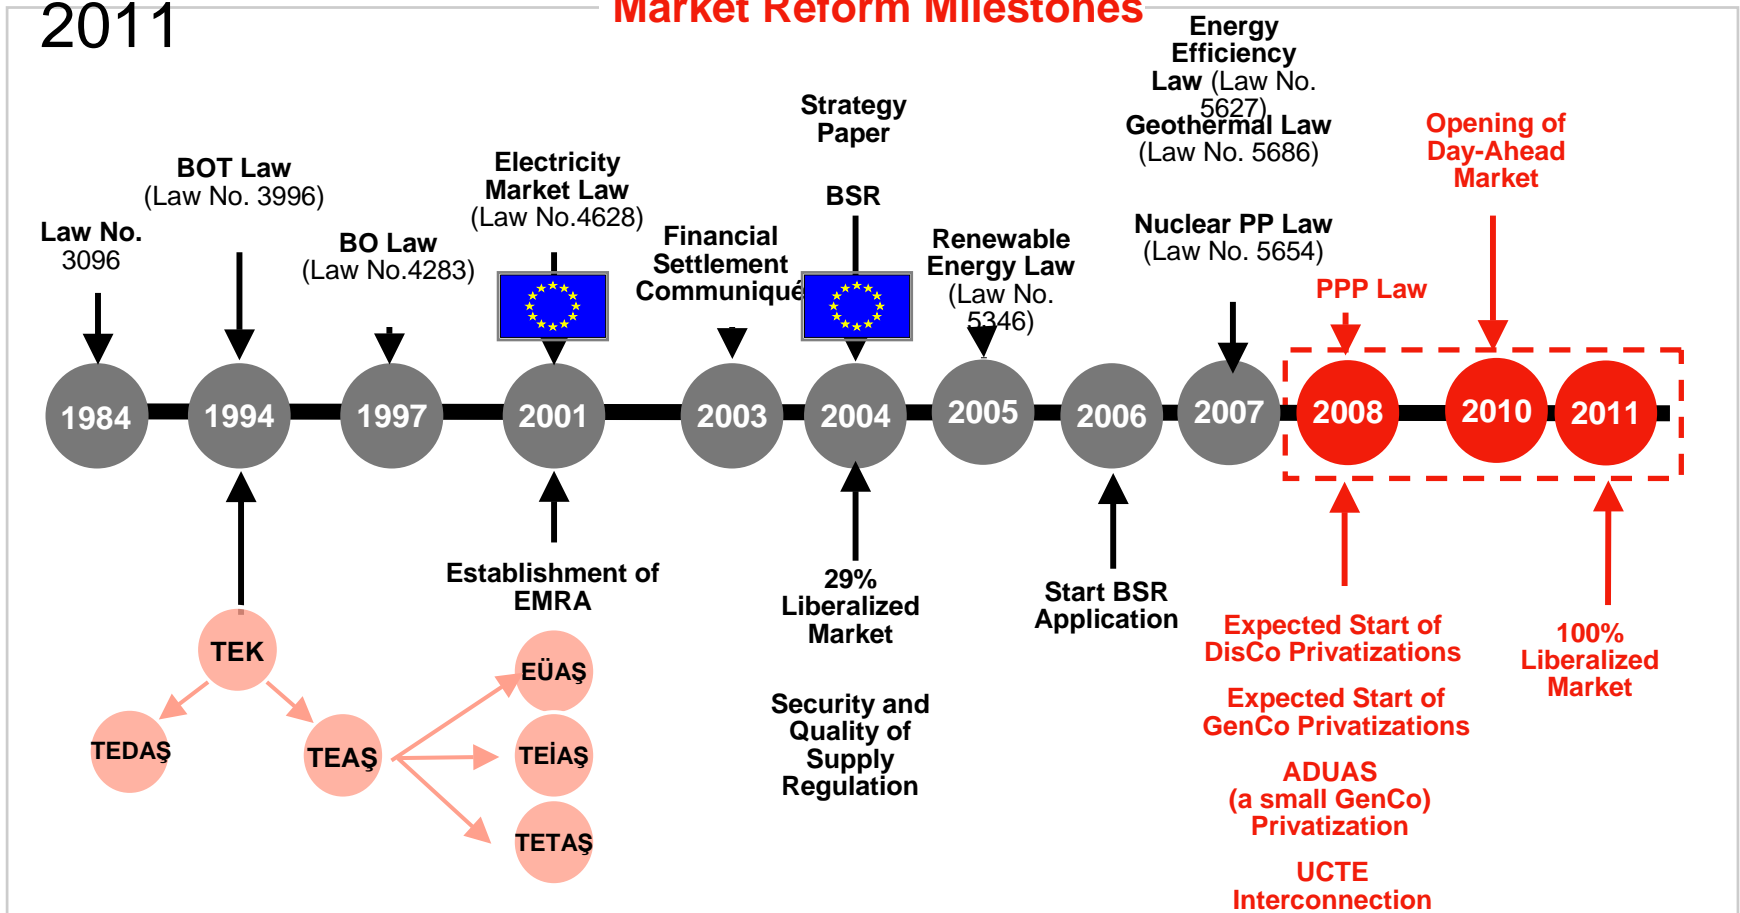 Market Reform Milestones
2011
Law No.
3096
BOT Law
(Law No. 3996)
BO Law
(Law No.4283)
Electricity
Market Law
(Law No.4628)
Financial
Settlement
Communiqué
Strategy
Paper
BSR
Renewable
Energy Law
(Law No.
5346)
Energy
Efficiency
Law (Law No.
5627)
Geothermal Law
(Law No. 5686)
Nuclear PP Law
(Law No. 5654)
PPP Law
Opening of
Day-Ahead
Market
1984
1994
1997
2001
2003
2004
2005
2006
2007
2008
2010
2011
TEK
TEDAŞ
TEAŞ
Establishment of
EMRA
EÜAŞ
TEİAŞ
TETAŞ
29%
Liberalized
Market
Security and
Quality of
Supply
Regulation
Start BSR
Application
Expected Start of
DisCo Privatizations
Expected Start of
GenCo Privatizations
ADUAS
(a small GenCo)
Privatization
UCTE
Interconnection
100%
Liberalized
Market